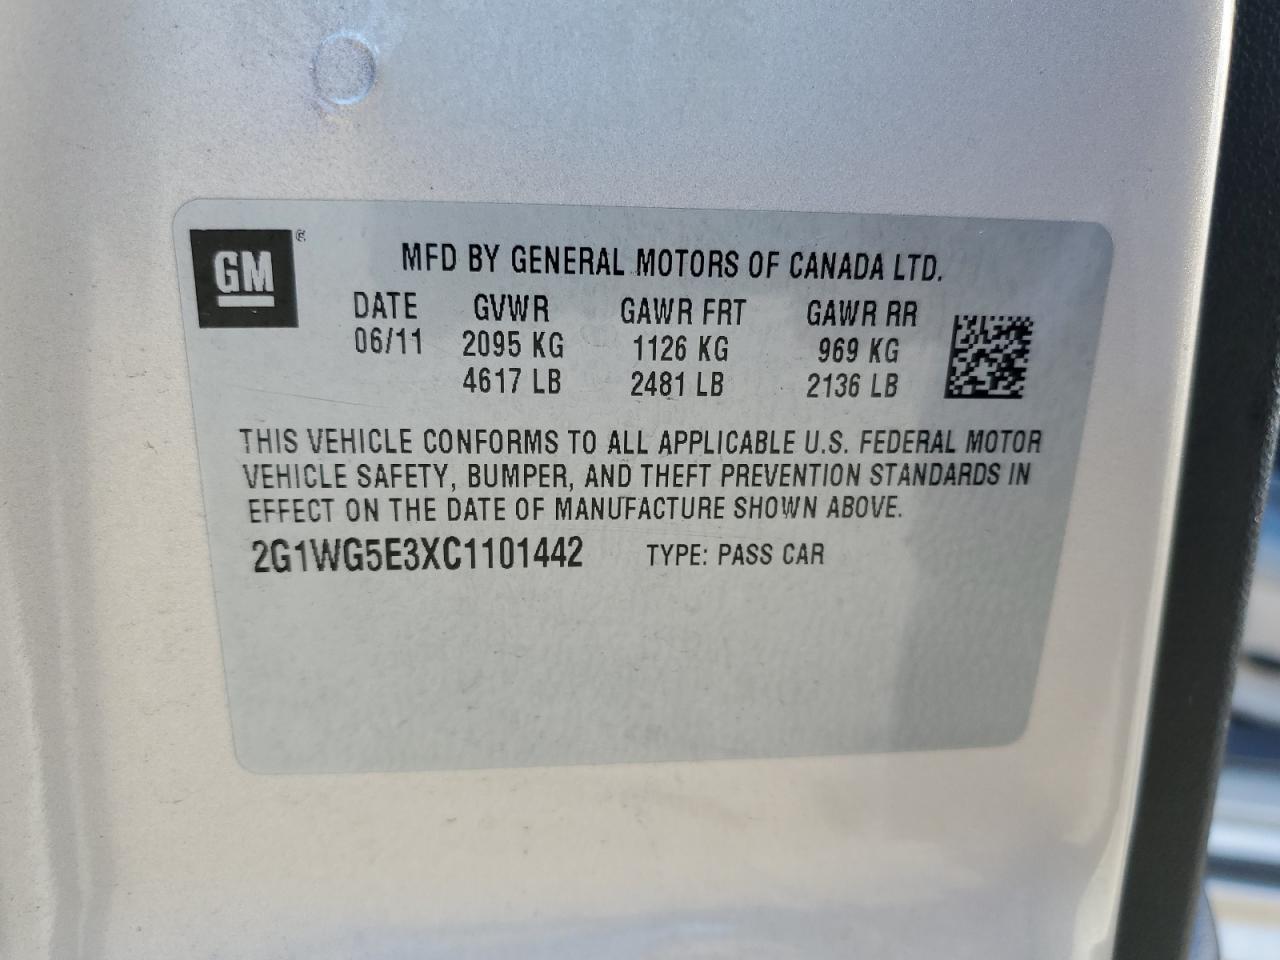 GM
MFD BY GENERAL MOTORS OF CANADA LTD.
DATE GVWR GAWR FRT GAWR RR
06/11 2095 KG 1126 KG 969 KG
4617 LB 2481 LB 2136 LB
THIS VEHICLE CONFORMS TO ALL APPLICABLE U.S. FEDERAL MOTOR
VEHICLE SAFETY, BUMPER, AND THEFT PREVENTION STANDARDS IN
EFFECT ON THE DATE OF MANUFACTURE SHOWN ABOVE.
2G1WG5E3XC1101442 TYPE: PASS CAR